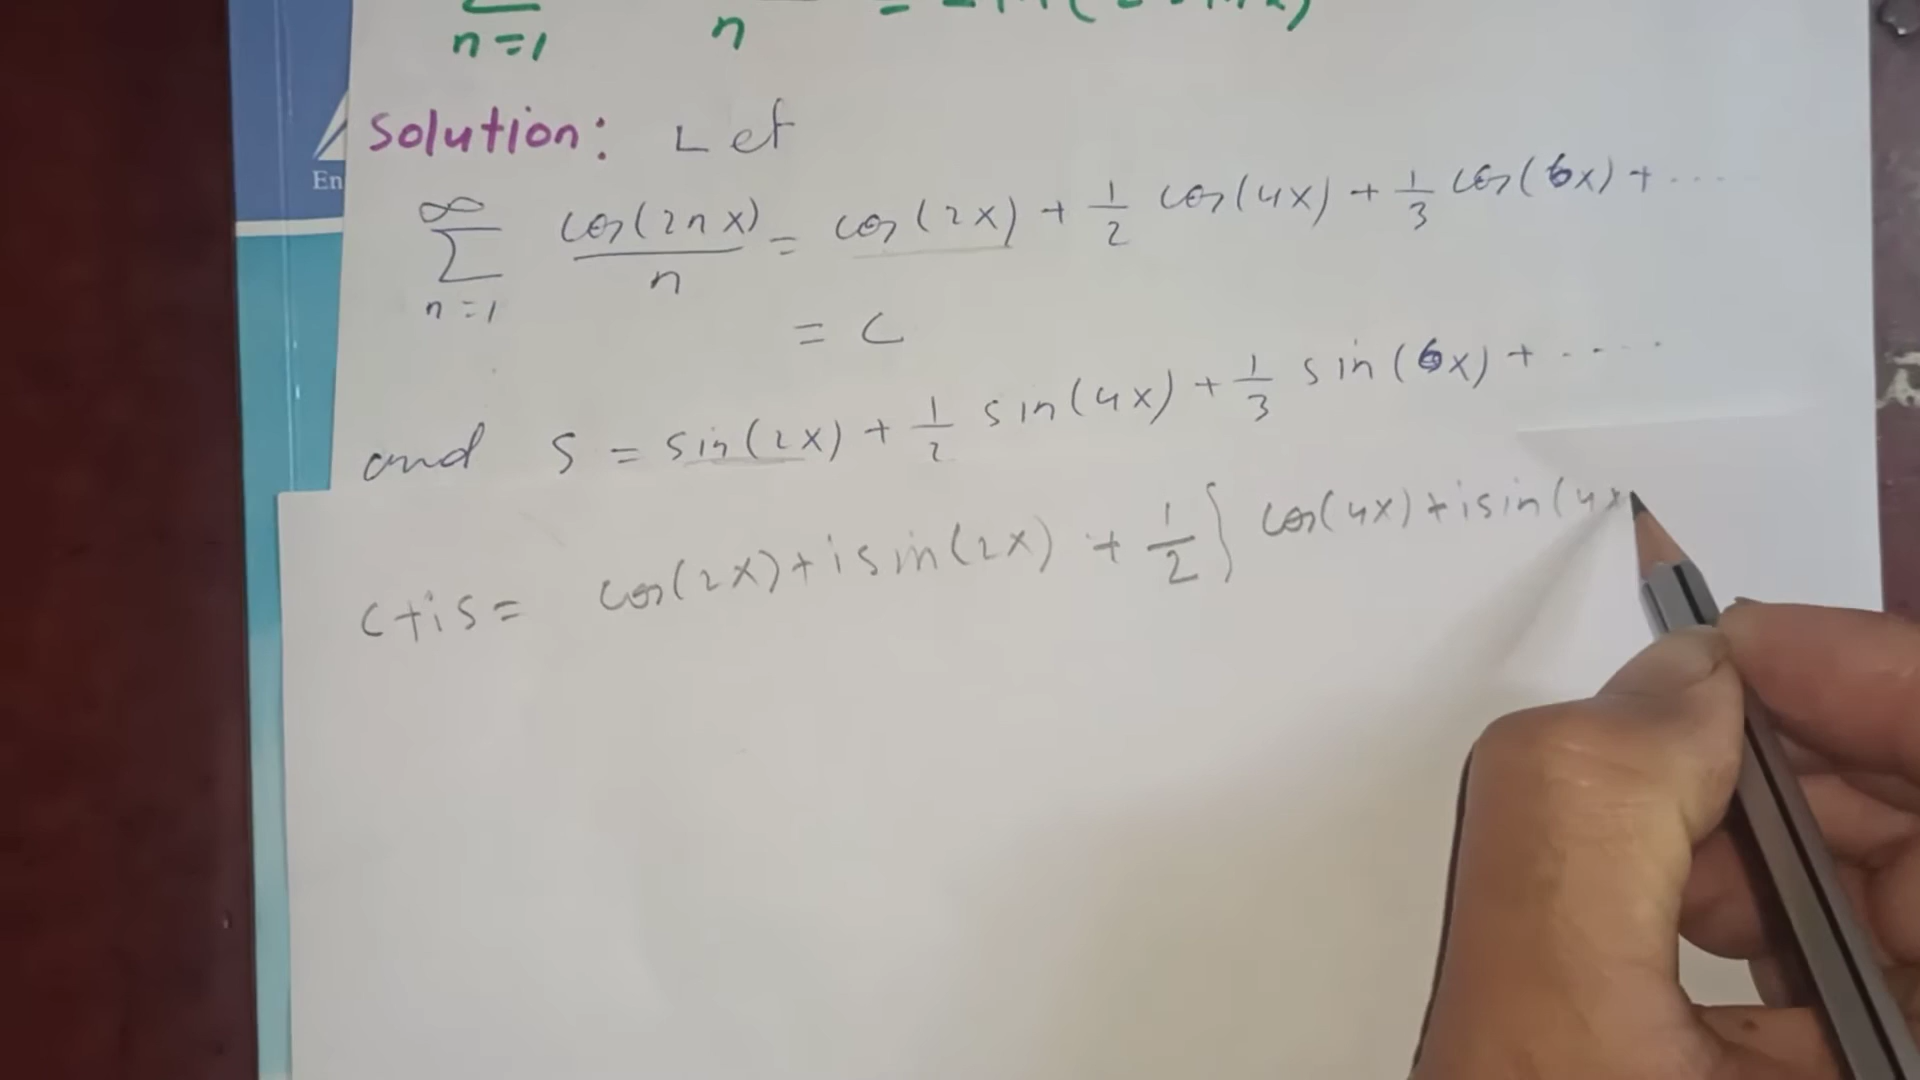 n=1 n =
Solution: Let
∞
∑ cos(2nx)/n = cos(2x) + 1/2 cos(4x) + 1/3 cos(6x) + ....
n=1
= C
and S = sin(2x) + 1/2 sin(4x) + 1/3 sin(6x) + .....
C+iS = cos(2x)+isin(2x) + 1/2 { cos(4x)+isin(4x
En